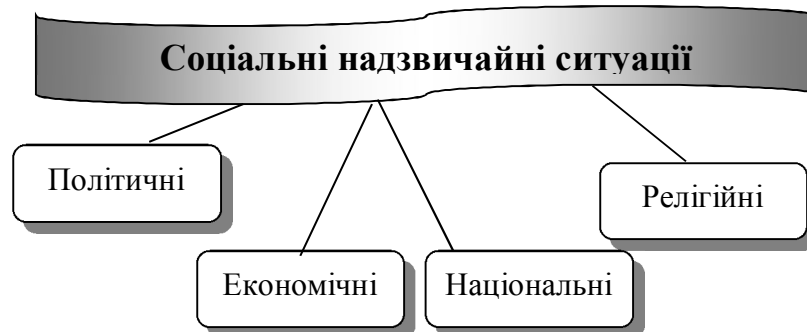 Соціальні надзвичайні ситуації
Політичні
Релігійні
Економічні
Національні